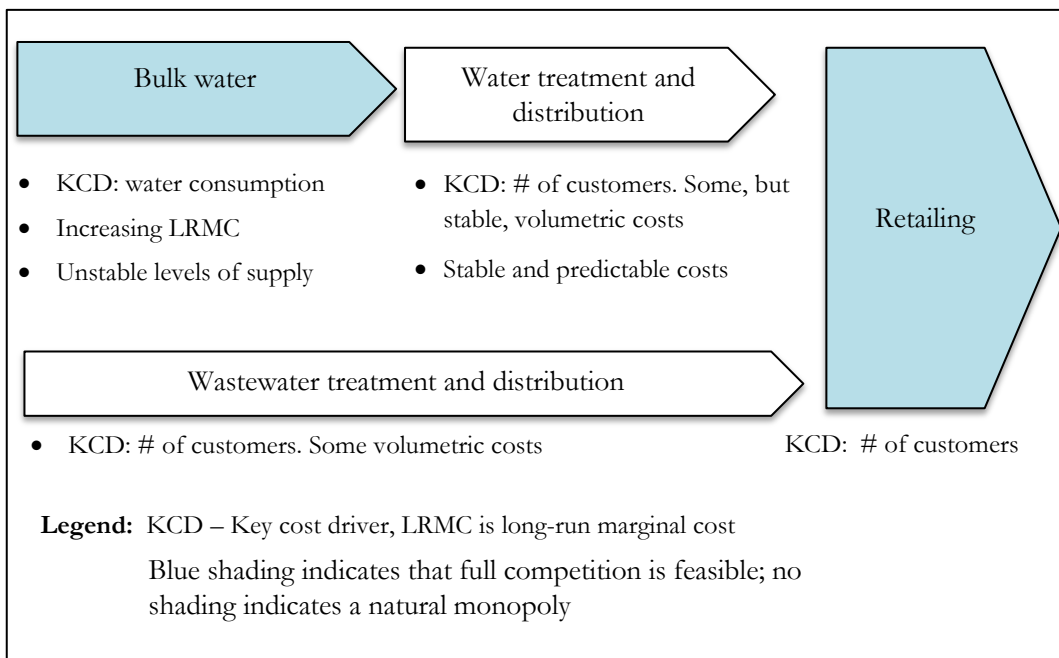 Bulk water
Water treatment and
distribution
• KCD: water consumption
• Increasing LRMC
• Unstable levels of supply
• KCD: # of customers. Some, but
stable, volumetric costs
• Stable and predictable costs
Retailing
Wastewater treatment and distribution
• KCD: # of customers. Some volumetric costs
KCD: # of customers
Legend: KCD – Key cost driver, LRMC is long-run marginal cost
Blue shading indicates that full competition is feasible; no
shading indicates a natural monopoly